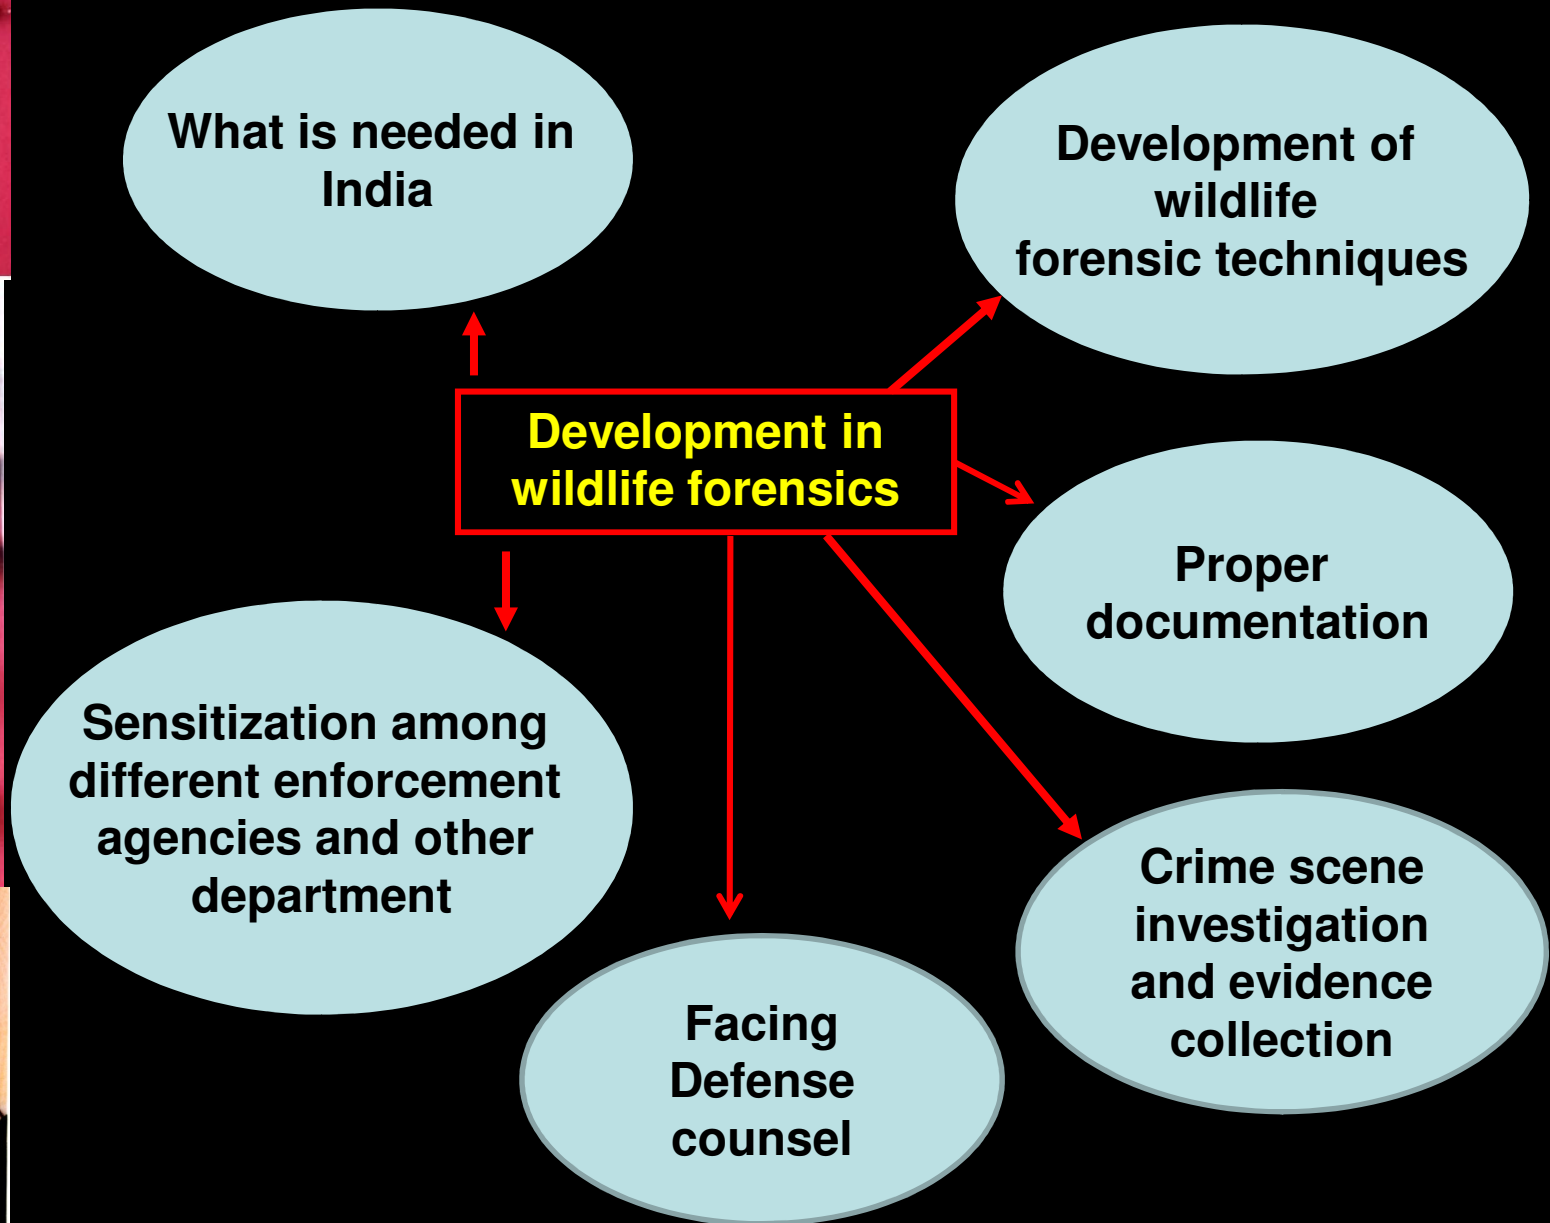 What is needed in
India
Development of
wildlife
forensic techniques
Development in
wildlife forensics
Proper
documentation
Sensitization among
different enforcement
agencies and other
department
Crime scene
investigation
and evidence
collection
Facing
Defense
counsel